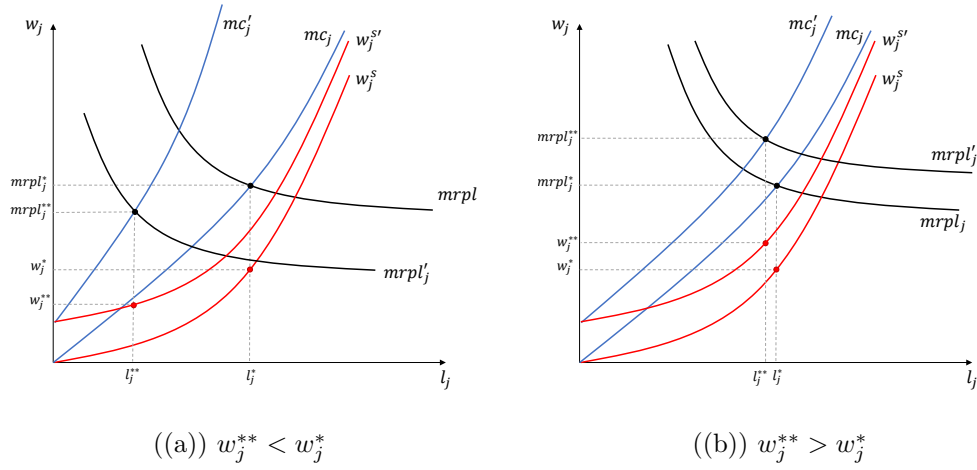 w_j
mc'_j
mc_j
w_j^{s'}
w_j^s
mrpl_j^*
mrpl_j^{**}
w_j^*
w_j^{**}
mrpl
mrpl'_j
l_j^{**}
l_j^*
l_j
((a)) w_j^{**} < w_j^*
w_j
mc'_j
mc_j
w_j^{s'}
w_j^s
mrpl_j^{**}
mrpl_j^*
w_j^{**}
w_j^*
mrpl'_j
mrpl_j
l_j^{**}
l_j^*
l_j
((b)) w_j^{**} > w_j^*